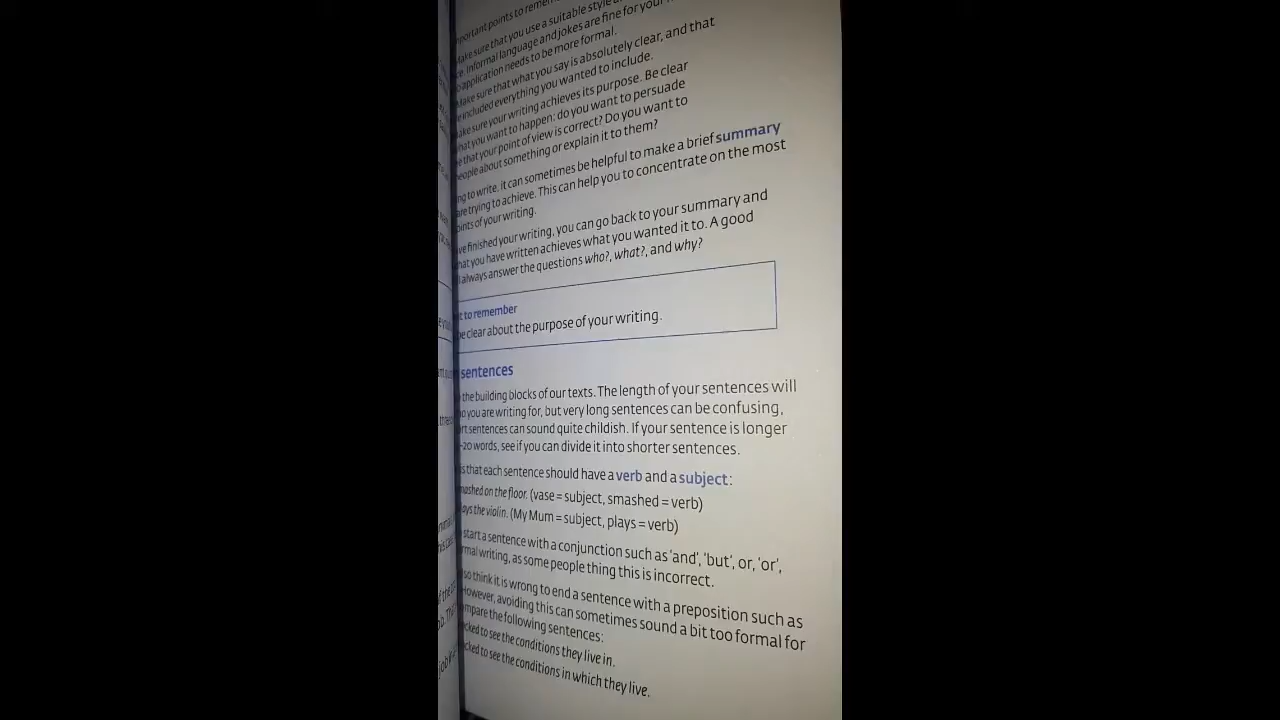 portant points to remem
Make sure that you use a suitable style
ce. Informal language and jokes are fine for your
application needs to be more formal.
Make sure that what you say is absolutely clear, and that
e included everything you wanted to include.
ake sure your writing achieves its purpose. Be clear
hat you want to happen: do you want to persuade
e that your point of view is correct? Do you want to
people about something or explain it to them?
ng to write, it can sometimes be helpful to make a brief summary
are trying to achieve. This can help you to concentrate on the most
oints of your writing.
ve finished your writing, you can go back to your summary and
hat you have written achieves what you wanted it to. A good
always answer the questions who?, what?, and why?
t to remember
be clear about the purpose of your writing.
sentences
the building blocks of our texts. The length of your sentences will
o you are writing for, but very long sentences can be confusing,
rt sentences can sound quite childish. If your sentence is longer
-20 words, see if you can divide it into shorter sentences.
is that each sentence should have a verb and a subject:
mashed on the floor. (vase = subject, smashed = verb)
ays the violin. (My Mum = subject, plays = verb)
start a sentence with a conjunction such as 'and', 'but', or, 'or',
rmal writing, as some people thing this is incorrect.
so think it is wrong to end a sentence with a preposition such as
However, avoiding this can sometimes sound a bit too formal for
mpare the following sentences:
cked to see the conditions they live in.
cked to see the conditions in which they live.